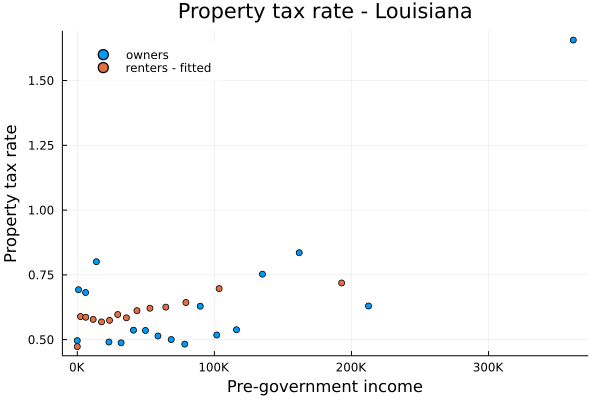 Property tax rate - Louisiana
owners
renters - fitted
Property tax rate
1.50
1.25
1.00
0.75
0.50
0K
100K
200K
300K
Pre-government income